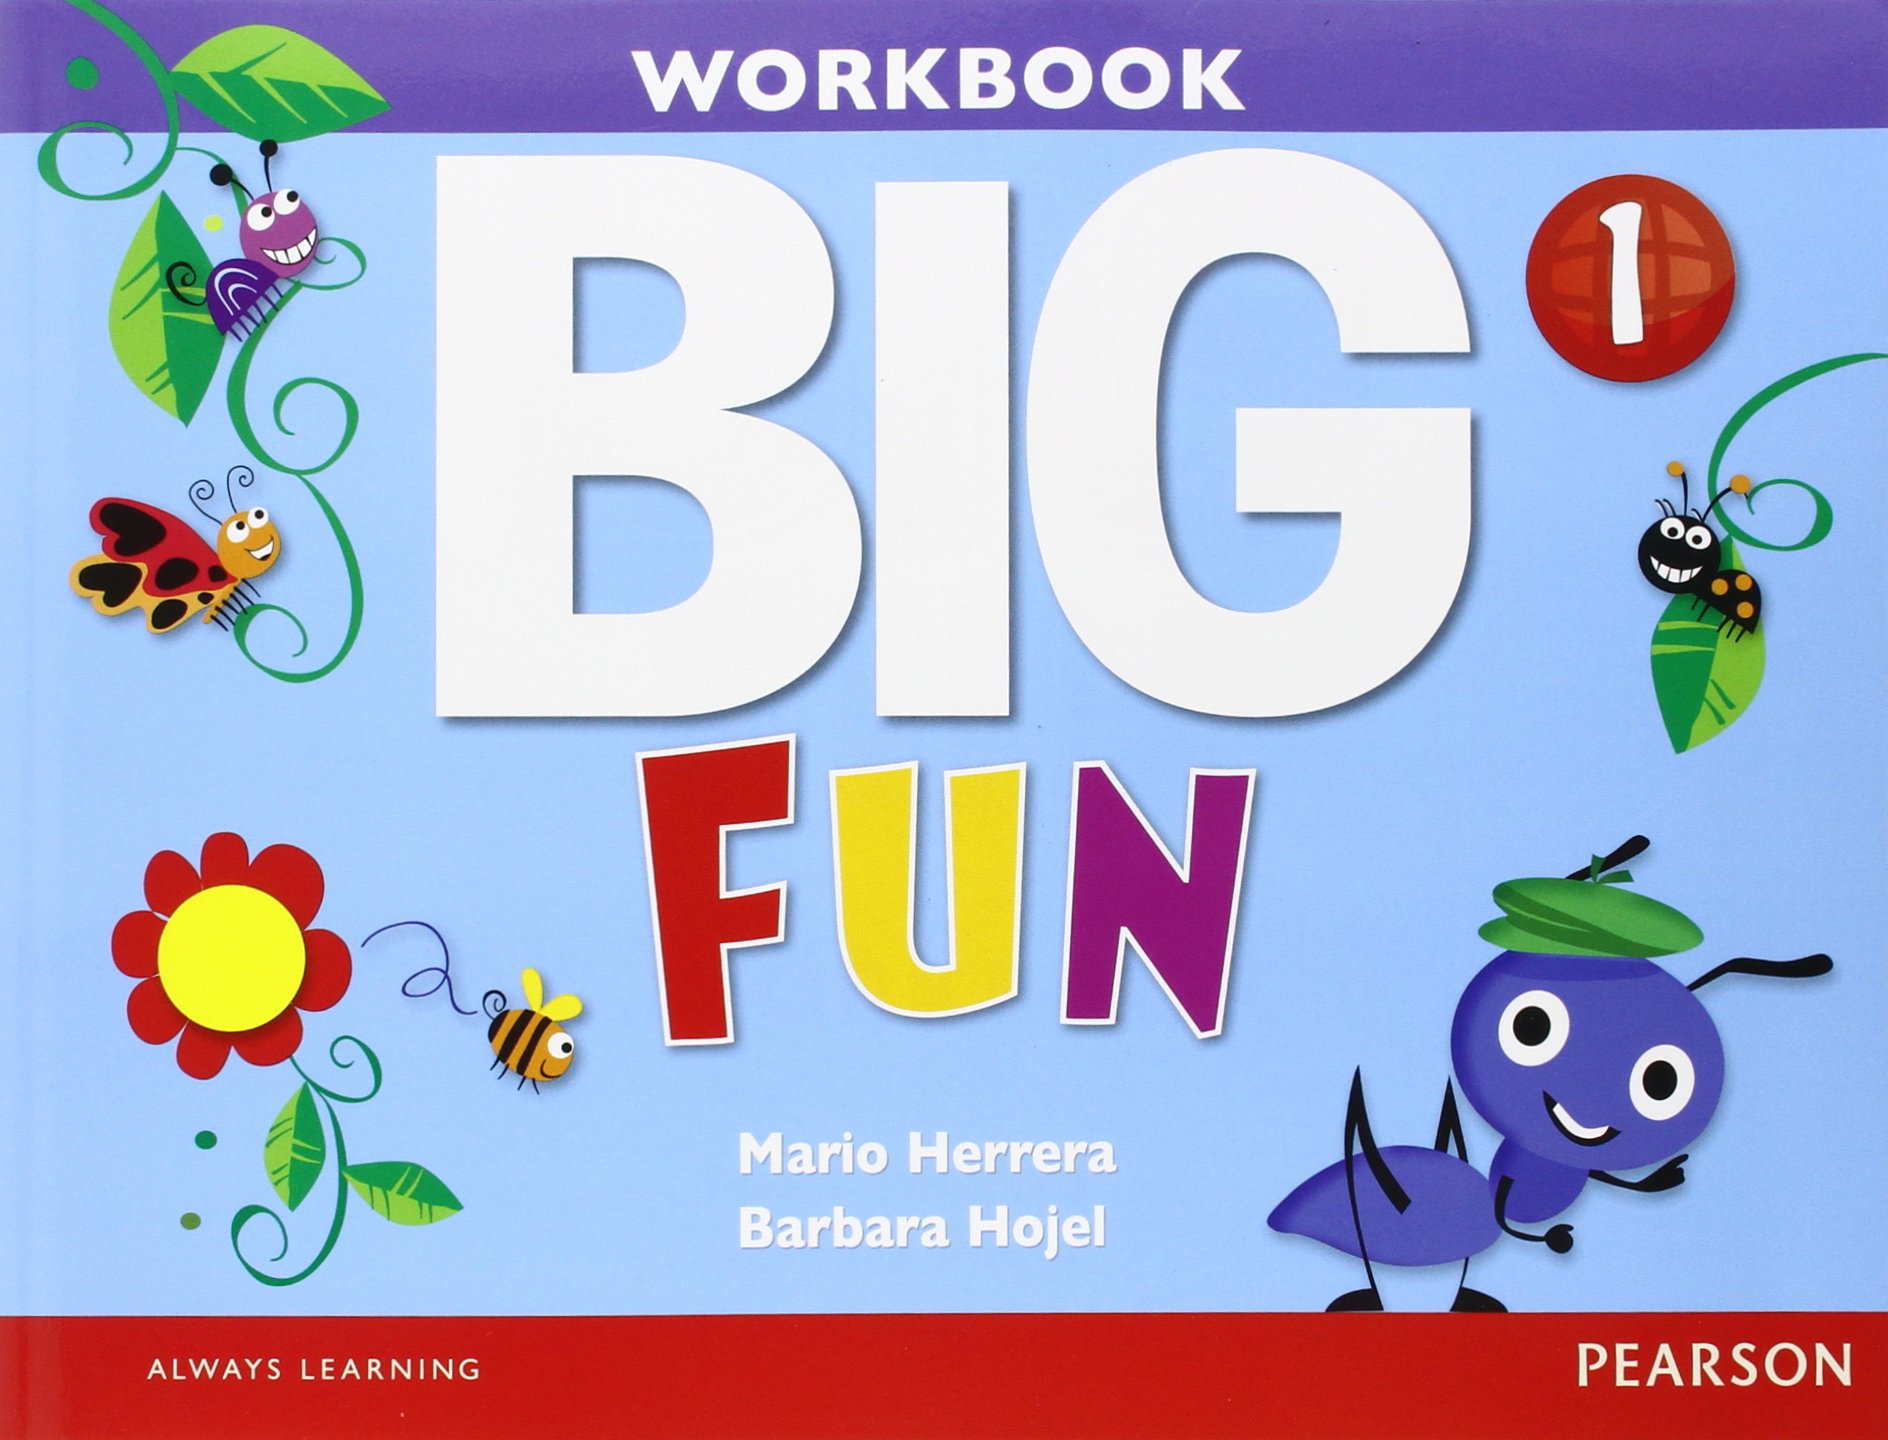 WORKBOOK
BIG
1
FUN
Mario Herrera
Barbara Hojel
ALWAYS LEARNING
PEARSON